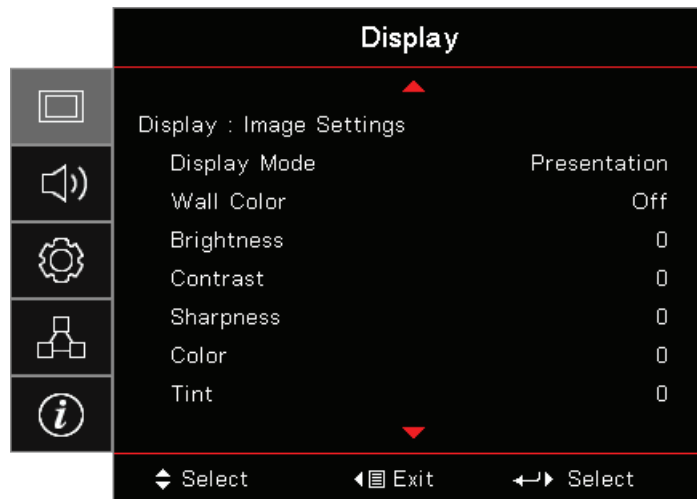 Display
Display : Image Settings
Display Mode Presentation
Wall Color Off
Brightness 0
Contrast 0
Sharpness 0
Color 0
Tint 0
Select Exit Select